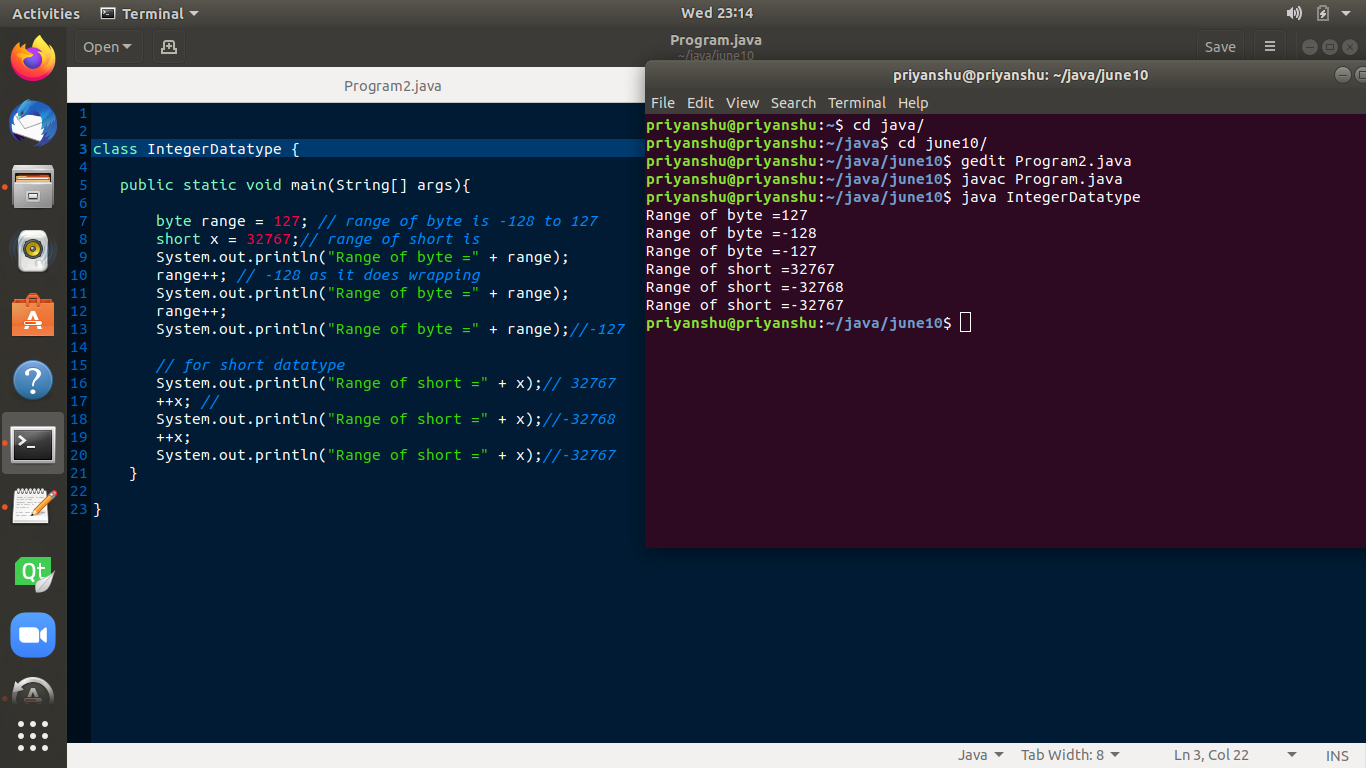 Activities Terminal Wed 23:14
Open Program.java Save
~/java/june10
Program2.java
1
2
3 class IntegerDatatype {
4
5 public static void main(String[] args){
6
7 byte range = 127; // range of byte is -128 to 127
8 short x = 32767;// range of short is
9 System.out.println("Range of byte =" + range);
10 range++; // -128 as it does wrapping
11 System.out.println("Range of byte =" + range);
12 range++;
13 System.out.println("Range of byte =" + range);//-127
14
15 // for short datatype
16 System.out.println("Range of short =" + x);// 32767
17 ++x; //
18 System.out.println("Range of short =" + x);//-32768
19 ++x;
20 System.out.println("Range of short =" + x);//-32767
21 }
22
23 }
priyanshu@priyanshu: ~/java/june10
File Edit View Search Terminal Help
priyanshu@priyanshu:~$ cd java/
priyanshu@priyanshu:~/java$ cd june10/
priyanshu@priyanshu:~/java/june10$ gedit Program2.java
priyanshu@priyanshu:~/java/june10$ javac Program.java
priyanshu@priyanshu:~/java/june10$ java IntegerDatatype
Range of byte =127
Range of byte =-128
Range of byte =-127
Range of short =32767
Range of short =-32768
Range of short =-32767
priyanshu@priyanshu:~/java/june10$
Qt
Java Tab Width: 8 Ln 3, Col 22 INS